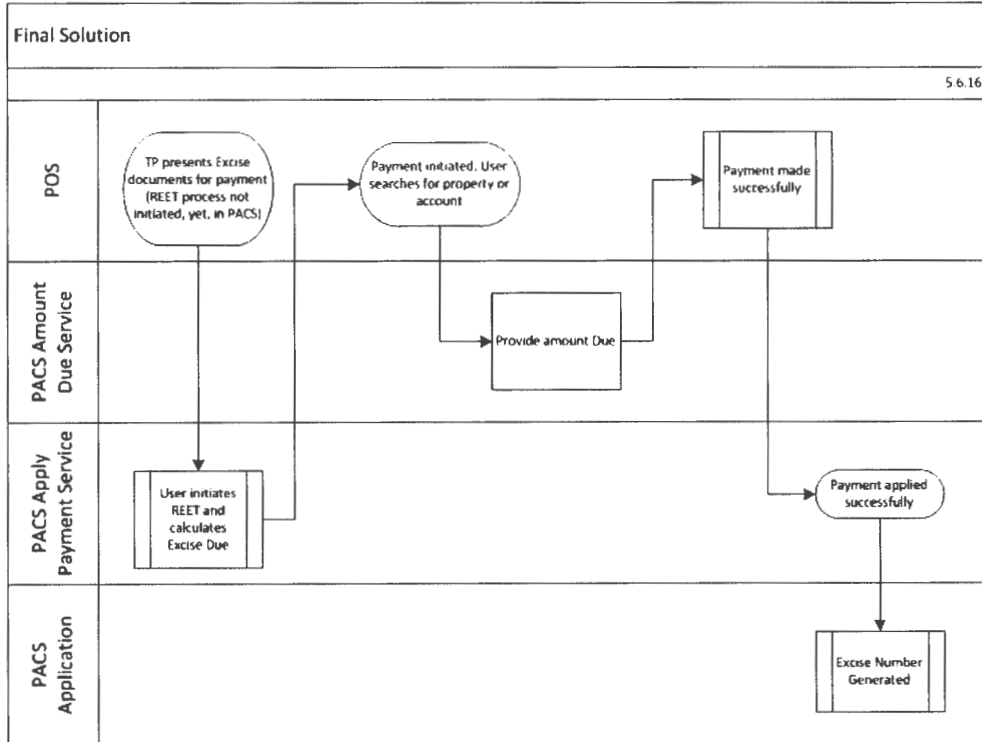 Final Solution
5.6.16
POS
TP presents Excise
documents for payment
(REET process not
initiated, yet, in PACS)
Payment initiated. User
searches for property or
account
Payment made
successfully
PACS Amount
Due Service
Provide amount Due
PACS Apply
Payment Service
User initiates
REET and
calculates
Excise Due
Payment applied
successfully
PACS
Application
Excise Number
Generated